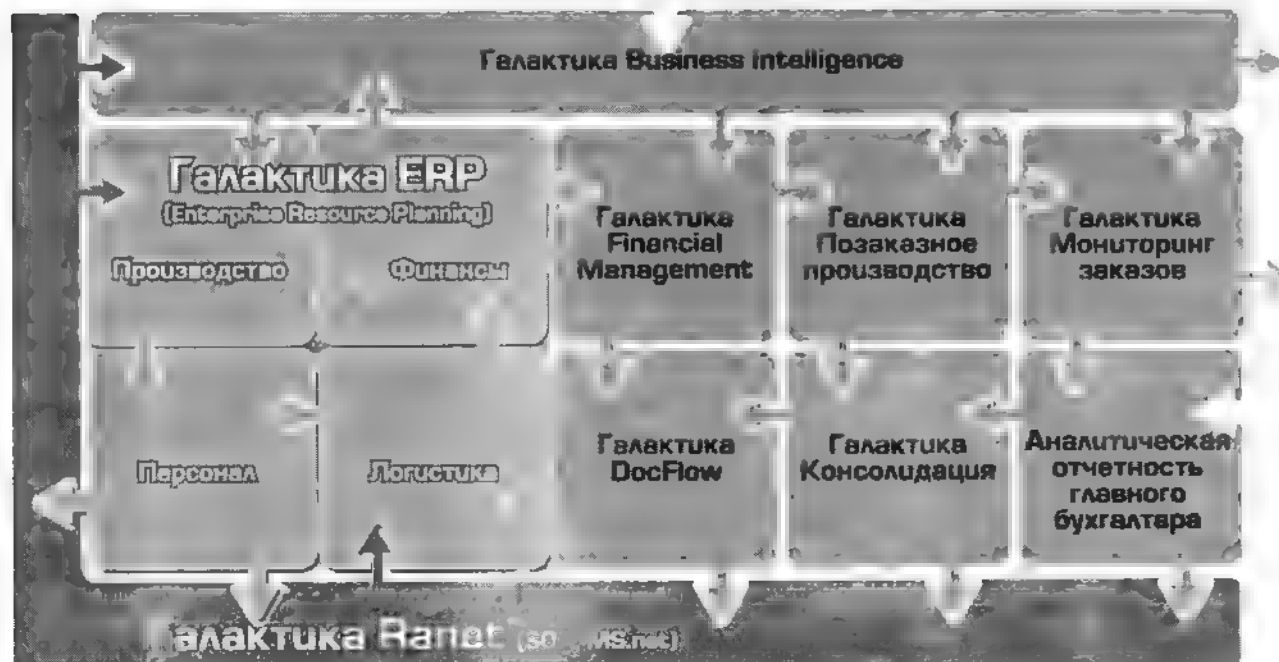 Галактика Business Intelligence
Галактика ERP
(Enterprise Resource Planning)
Производство
Финансы
Персонал
Логистика
Галактика
Financial
Management
Галактика
Позаказное
производство
Галактика
Мониторинг
заказов
Галактика
DocFlow
Галактика
Консолидация
Аналитическая
отчетность
главного
бухгалтера
Галактика Ranet